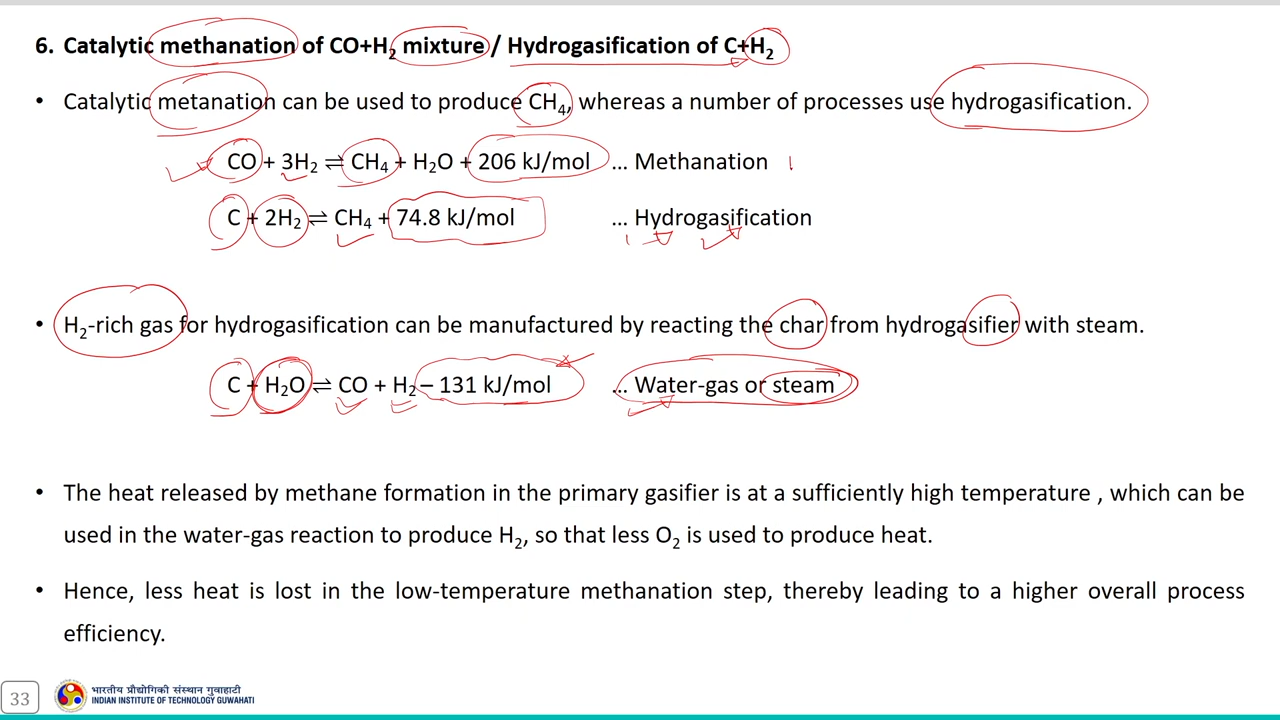 6. Catalytic methanation of CO+H₂ mixture / Hydrogasification of C+H₂
• Catalytic metanation can be used to produce CH₄, whereas a number of processes use hydrogasification.
CO + 3H₂ ⇌ CH₄ + H₂O + 206 kJ/mol ... Methanation
C + 2H₂ ⇌ CH₄ + 74.8 kJ/mol ... Hydrogasification
• H₂-rich gas for hydrogasification can be manufactured by reacting the char from hydrogasifier with steam.
C + H₂O ⇌ CO + H₂ – 131 kJ/mol ... Water-gas or steam
• The heat released by methane formation in the primary gasifier is at a sufficiently high temperature , which can be
used in the water-gas reaction to produce H₂, so that less O₂ is used to produce heat.
• Hence, less heat is lost in the low-temperature methanation step, thereby leading to a higher overall process
efficiency.
33
भारतीय प्रौद्योगिकी संस्थान गुवाहाटी
INDIAN INSTITUTE OF TECHNOLOGY GUWAHATI